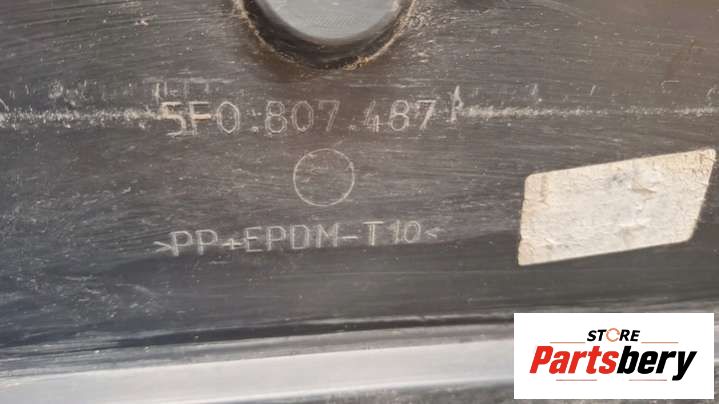 5F0.807.487 A
>PP+EPDM-T10<
STORE
Partsbery